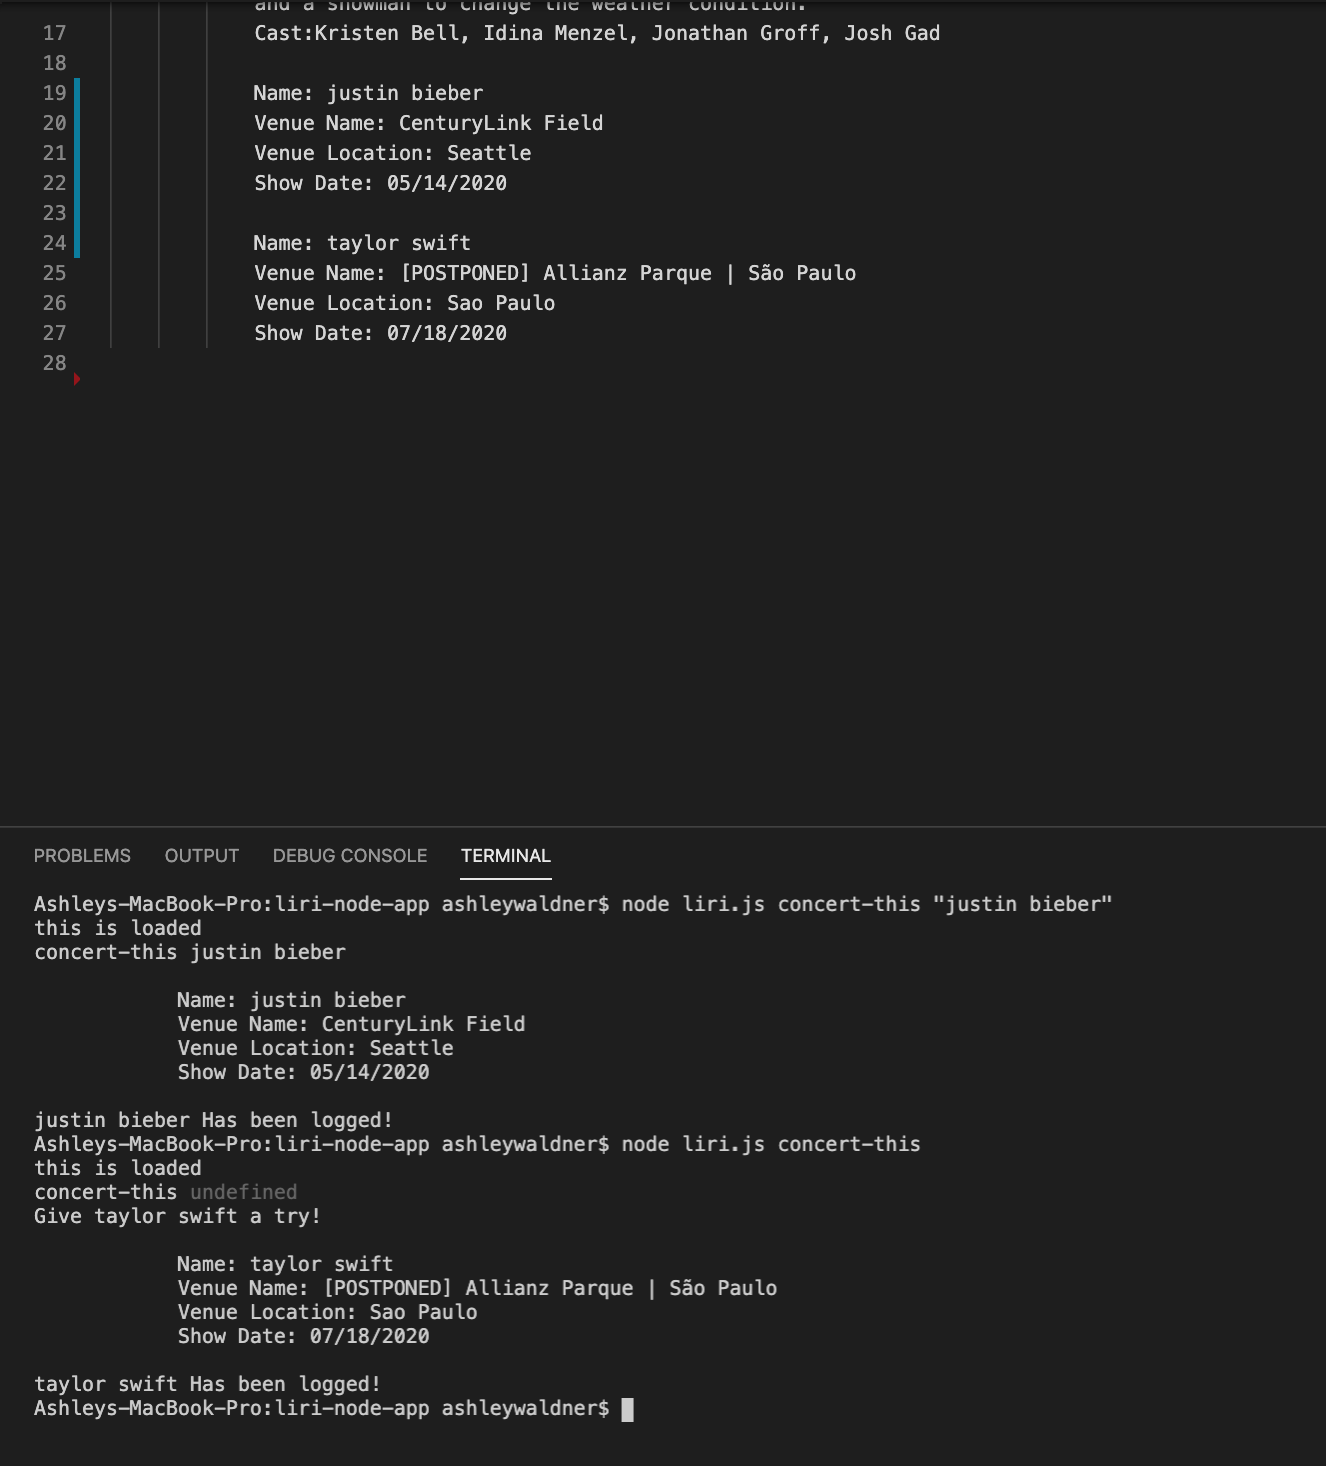 and a snowman to change the weather condition.
17 Cast:Kristen Bell, Idina Menzel, Jonathan Groff, Josh Gad
18
19 Name: justin bieber
20 Venue Name: CenturyLink Field
21 Venue Location: Seattle
22 Show Date: 05/14/2020
23
24 Name: taylor swift
25 Venue Name: [POSTPONED] Allianz Parque | São Paulo
26 Venue Location: Sao Paulo
27 Show Date: 07/18/2020
28
PROBLEMS OUTPUT DEBUG CONSOLE TERMINAL
Ashleys-MacBook-Pro:liri-node-app ashleywaldner$ node liri.js concert-this "justin bieber"
this is loaded
concert-this justin bieber
Name: justin bieber
Venue Name: CenturyLink Field
Venue Location: Seattle
Show Date: 05/14/2020
justin bieber Has been logged!
Ashleys-MacBook-Pro:liri-node-app ashleywaldner$ node liri.js concert-this
this is loaded
concert-this undefined
Give taylor swift a try!
Name: taylor swift
Venue Name: [POSTPONED] Allianz Parque | São Paulo
Venue Location: Sao Paulo
Show Date: 07/18/2020
taylor swift Has been logged!
Ashleys-MacBook-Pro:liri-node-app ashleywaldner$